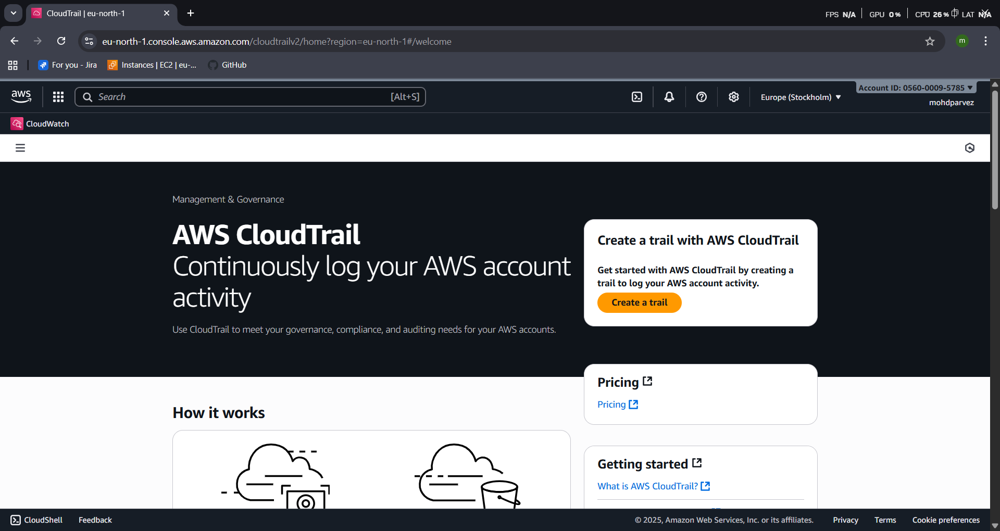 CloudTrail | eu-north-1
FPS N/A GPU 0% CPU 26% LAT N/A
eu-north-1.console.aws.amazon.com/cloudtrailv2/home?region=eu-north-1#/welcome
m
For you - Jira
Instances | EC2 | eu-...
GitHub
aws
Search
[Alt+S]
Europe (Stockholm)
Account ID: 0560-0009-5785
mohdparvez
CloudWatch
Management & Governance
AWS CloudTrail
Continuously log your AWS account
activity
Use CloudTrail to meet your governance, compliance, and auditing needs for your AWS accounts.
Create a trail with AWS CloudTrail
Get started with AWS CloudTrail by creating a
trail to log your AWS account activity.
Create a trail
Pricing
Pricing
How it works
Getting started
What is AWS CloudTrail?
CloudShell
Feedback
© 2025, Amazon Web Services, Inc. or its affiliates.
Privacy
Terms
Cookie preferences